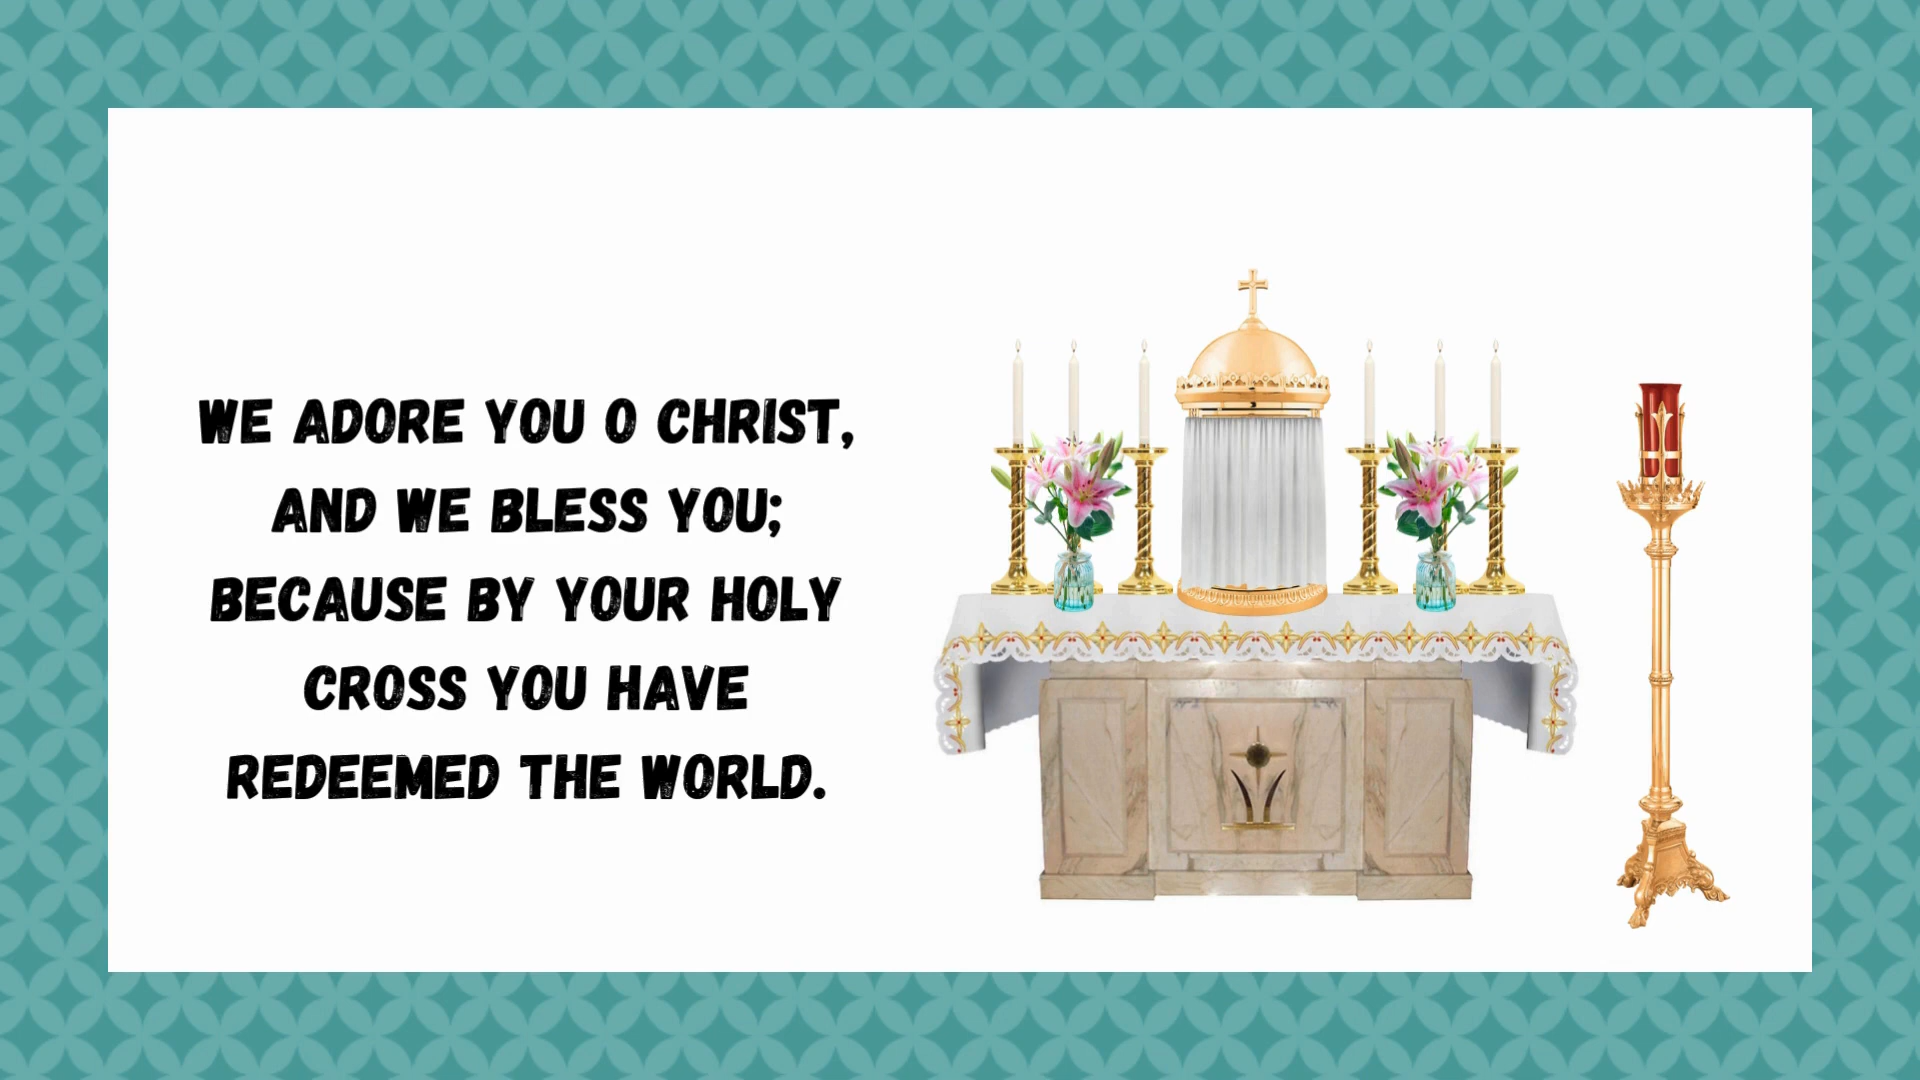 WE ADORE YOU O CHRIST,
AND WE BLESS YOU;
BECAUSE BY YOUR HOLY
CROSS YOU HAVE
REDEEMED THE WORLD.